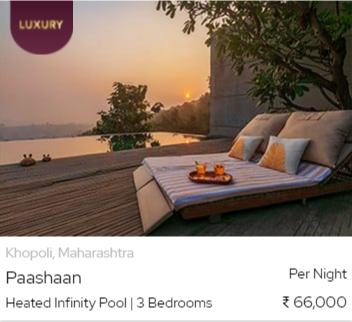 LUXURY
Khopoli, Maharashtra
Paashaan
Per Night
Heated Infinity Pool | 3 Bedrooms
₹ 66,000